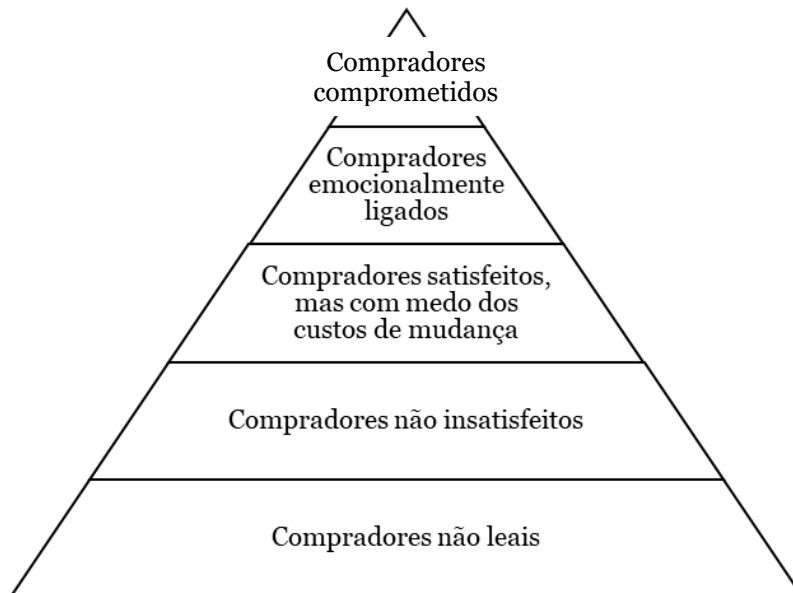 Compradores
comprometidos
Compradores
emocionalmente
ligados
Compradores satisfeitos,
mas com medo dos
custos de mudança
Compradores não insatisfeitos
Compradores não leais